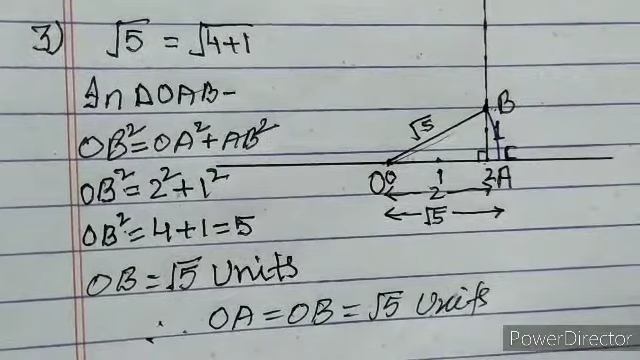 3) √5 = √4+1
In ΔOAB-
OB² = OA² + AB²
OB² = 2² + 1²
OB² = 4 + 1 = 5
OB = √5 Units
∴ OA = OB = √5 Units
B
√5
1
C
O 0 1 2 A
2
√5
PowerDirector